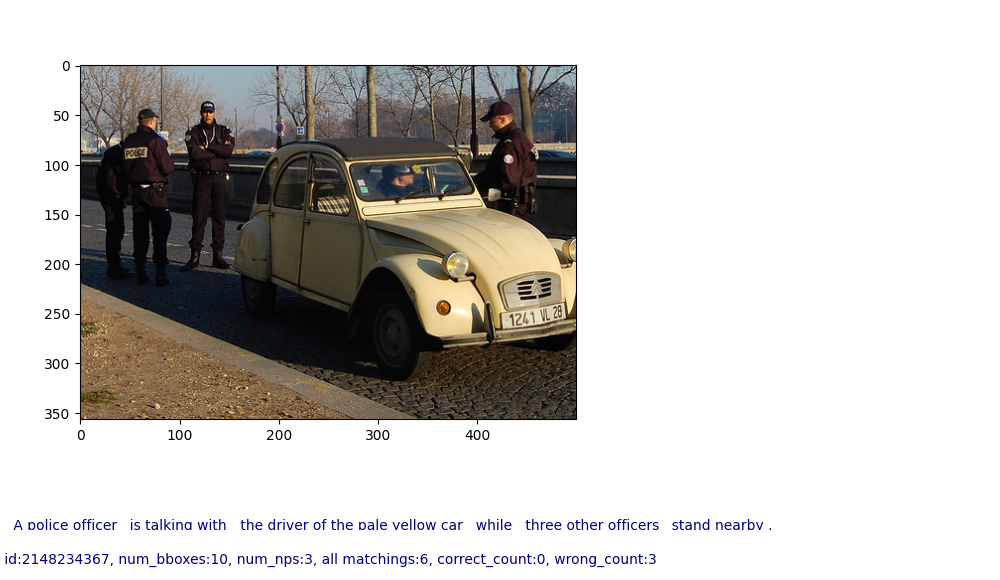 0
50
100
150
200
250
300
350
0 100 200 300 400
POLICE
1241 VL 28
A police officer is talking with the driver of the pale yellow car while three other officers stand nearby .
id:2148234367, num_bboxes:10, num_nps:3, all matchings:6, correct_count:0, wrong_count:3